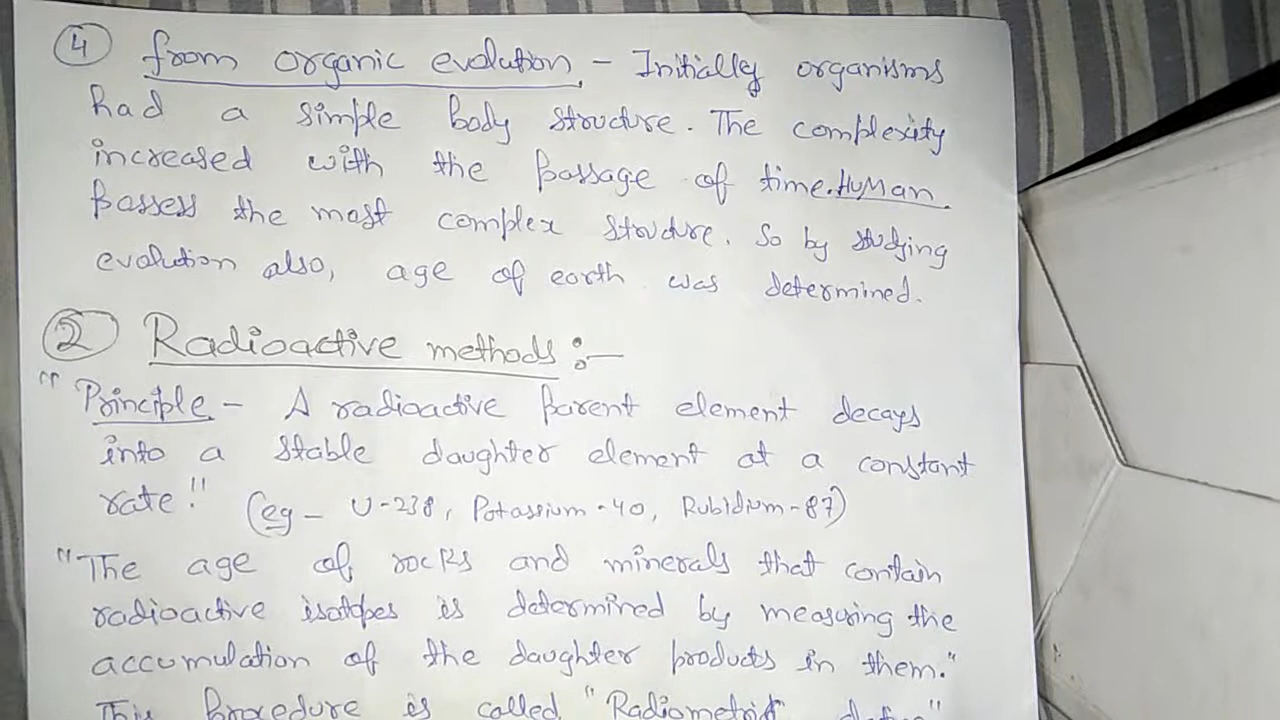 ④ from organic evolution - Initially organisms
had a simple body structure. The complexity
increased with the passage of time. HUMAN
possess the most complex structure. So by studying
evolution also, age of earth was determined.
② Radioactive methods :-
"Principle - A radioactive parent element decays
into a stable daughter element at a constant
rate!" (eg - U-238, Potassium-40, Rubidium-87)
"The age of rocks and minerals that contain
radioactive isotopes is determined by measuring the
accumulation of the daughter products in them."
This procedure is called "Radiometric